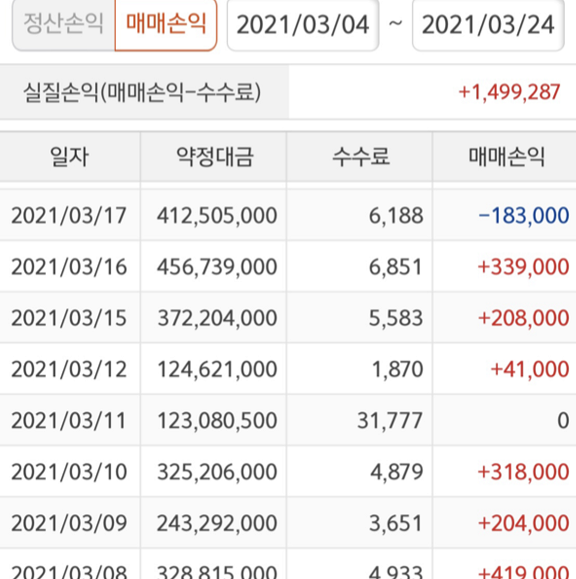 정산손익 매매손익 2021/03/04 ~ 2021/03/24
실질손익(매매손익-수수료) +1,499,287
일자 약정대금 수수료 매매손익
2021/03/17 412,505,000 6,188 -183,000
2021/03/16 456,739,000 6,851 +339,000
2021/03/15 372,204,000 5,583 +208,000
2021/03/12 124,621,000 1,870 +41,000
2021/03/11 123,080,500 31,777 0
2021/03/10 325,206,000 4,879 +318,000
2021/03/09 243,292,000 3,651 +204,000
2021/03/08 328,815,000 4,933 +419,000